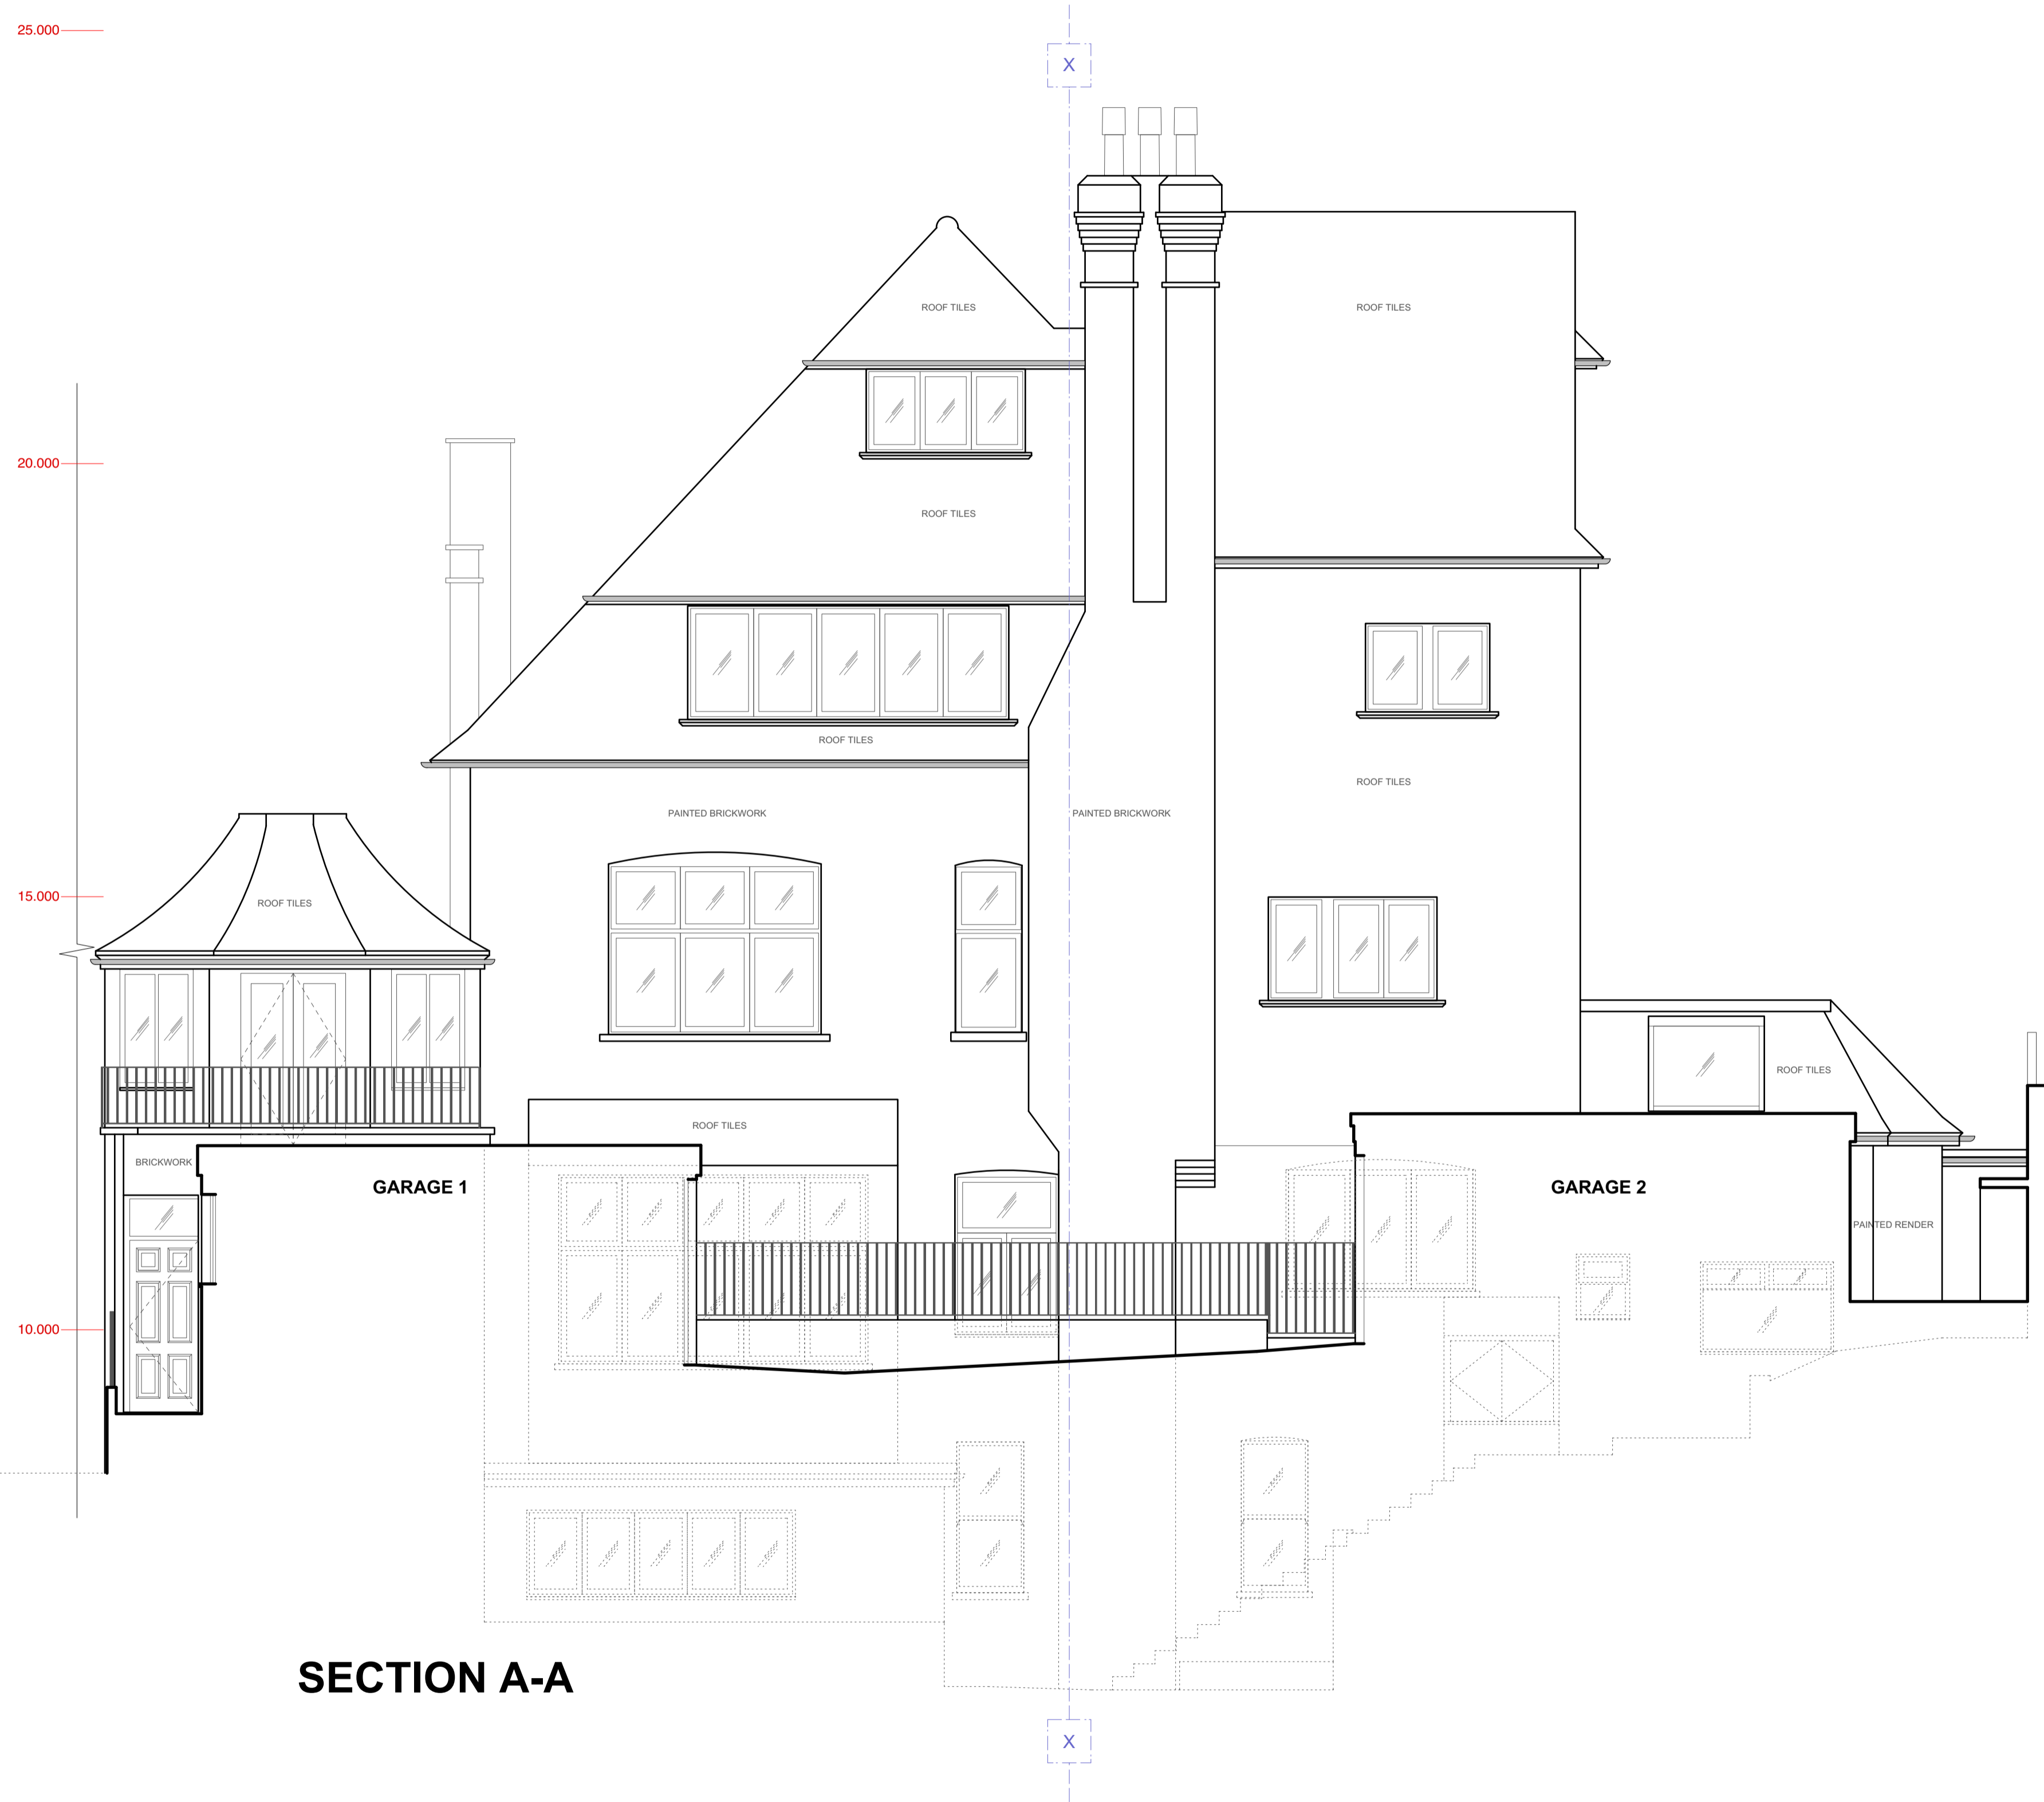 25.000
X
ROOF TILES
ROOF TILES
20.000
ROOF TILES
ROOF TILES
ROOF TILES
PAINTED BRICKWORK
PAINTED BRICKWORK
15.000
ROOF TILES
ROOF TILES
ROOF TILES
BRICKWORK
GARAGE 1
GARAGE 2
PAINTED RENDER
10.000
SECTION A-A
X